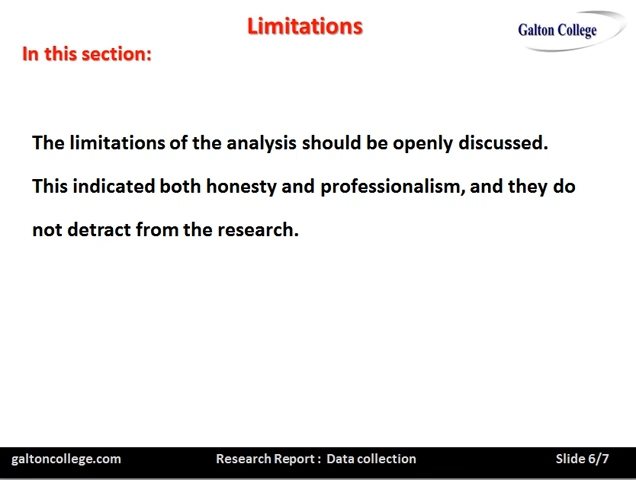 Limitations
Galton College
In this section:
The limitations of the analysis should be openly discussed.
This indicated both honesty and professionalism, and they do
not detract from the research.
galtoncollege.com
Research Report : Data collection
Slide 6/7